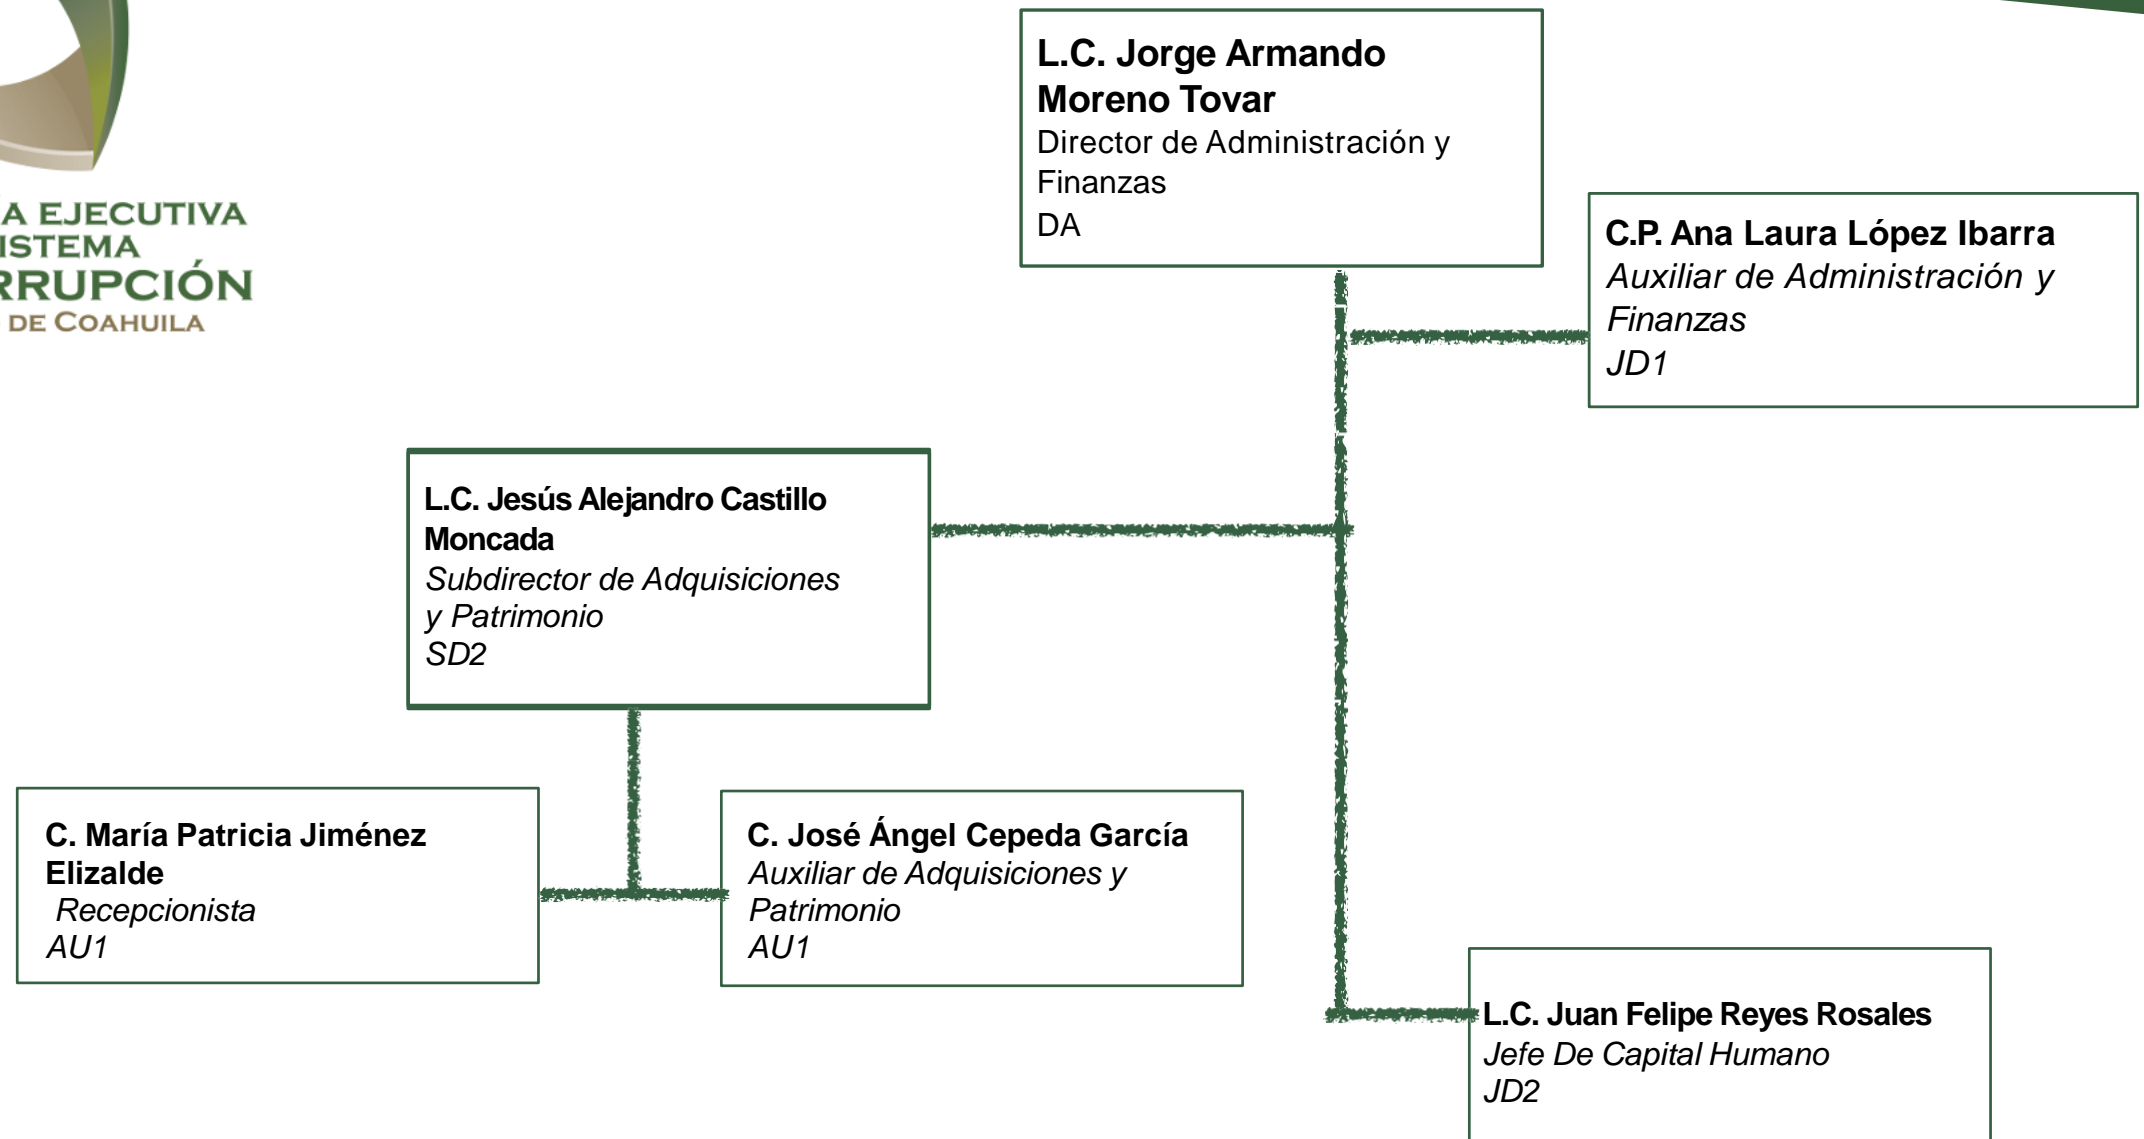 A EJECUTIVA
ISTEMA
RRUPCIÓN
DE COAHUILA
L.C. Jorge Armando
Moreno Tovar
Director de Administración y
Finanzas
DA
C.P. Ana Laura López Ibarra
Auxiliar de Administración y
Finanzas
JD1
L.C. Jesús Alejandro Castillo
Moncada
Subdirector de Adquisiciones
y Patrimonio
SD2
C. María Patricia Jiménez
Elizalde
Recepcionista
AU1
C. José Ángel Cepeda García
Auxiliar de Adquisiciones y
Patrimonio
AU1
L.C. Juan Felipe Reyes Rosales
Jefe De Capital Humano
JD2